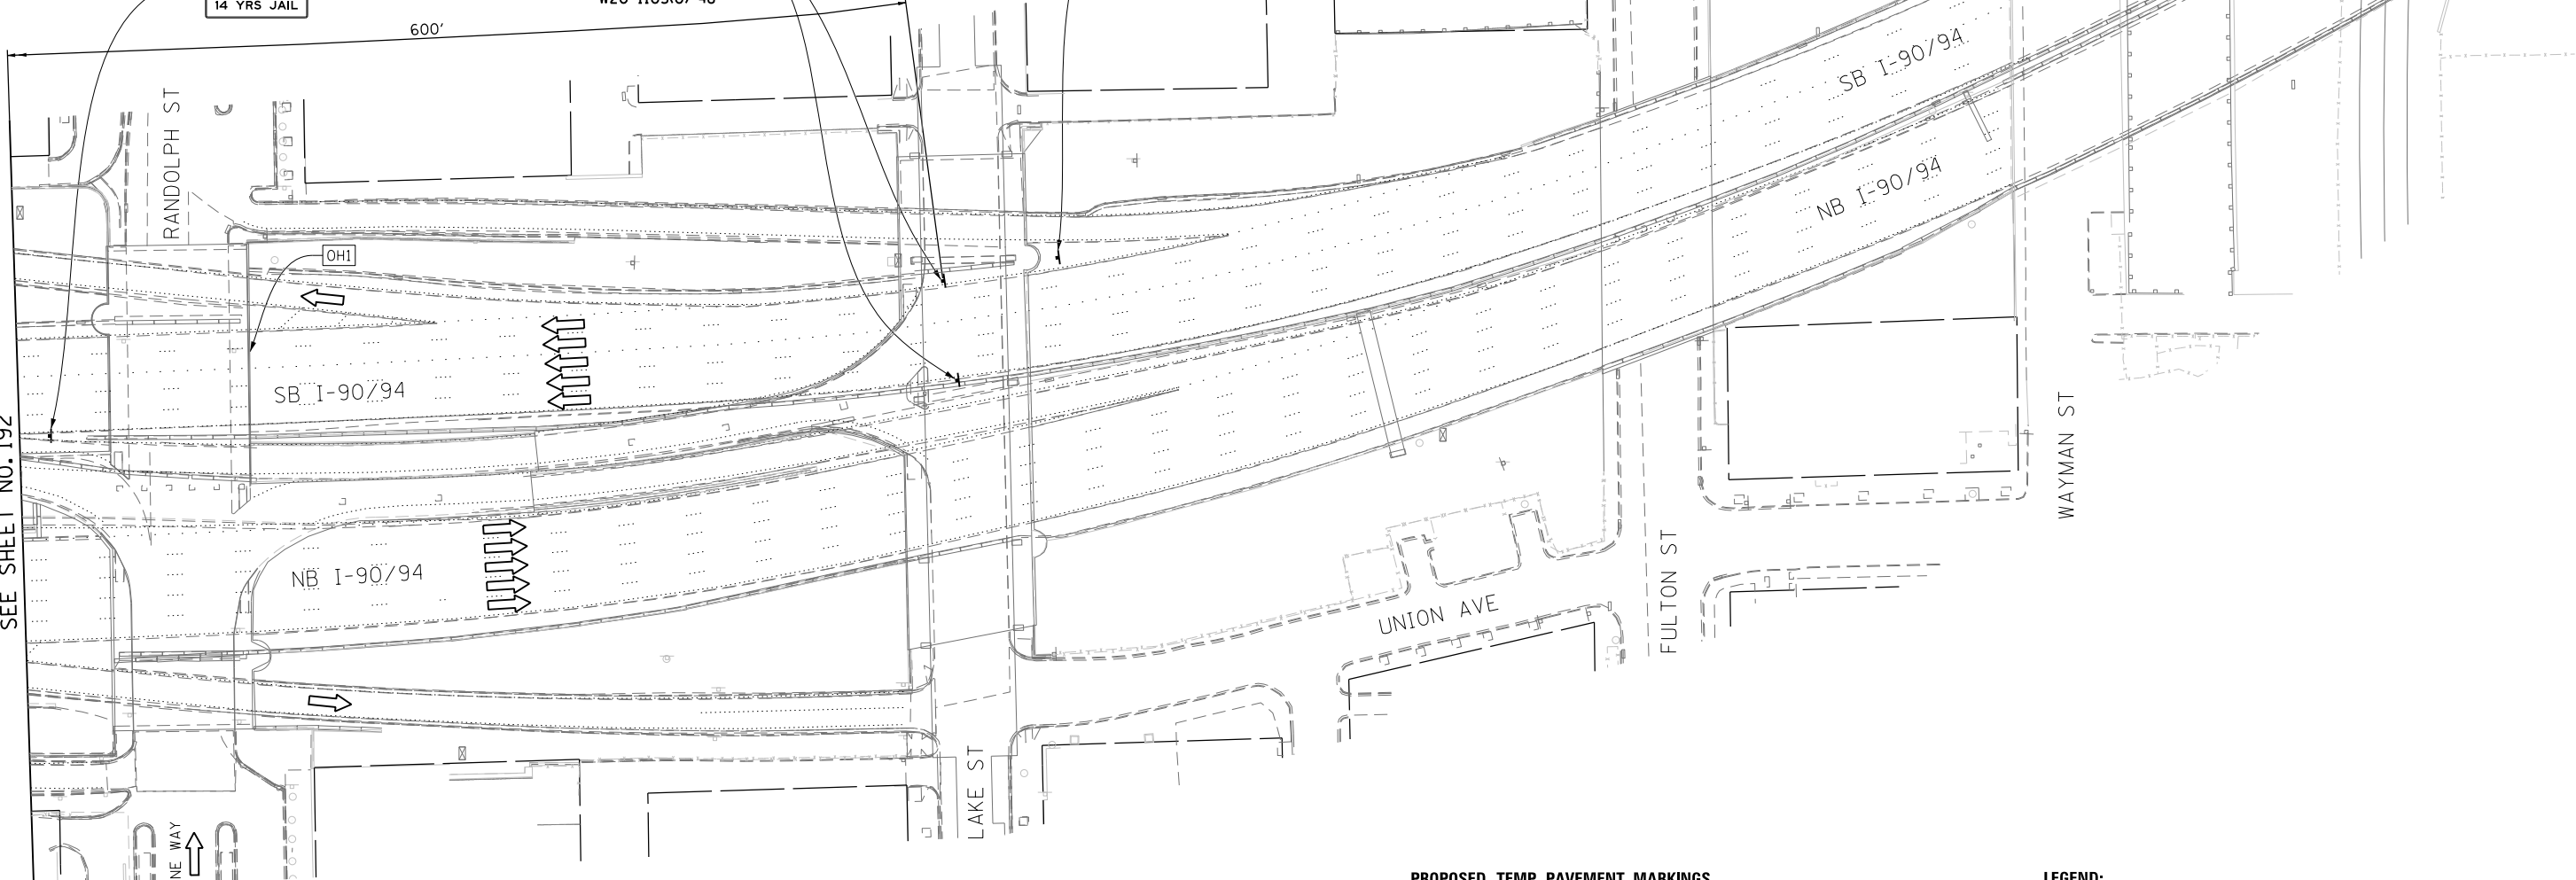 14 YRS JAIL
600'
SB I-90/94
RANDOLPH ST
NB I-90/94
OH1
SB I-90/94
SEE SHEET NO.192
WAYMAN ST
NB I-90/94
UNION AVE
FULTON ST
LAKE ST
NE WAY
PROPOSED TEMP PAVEMENT MARKINGS
LEGEND: